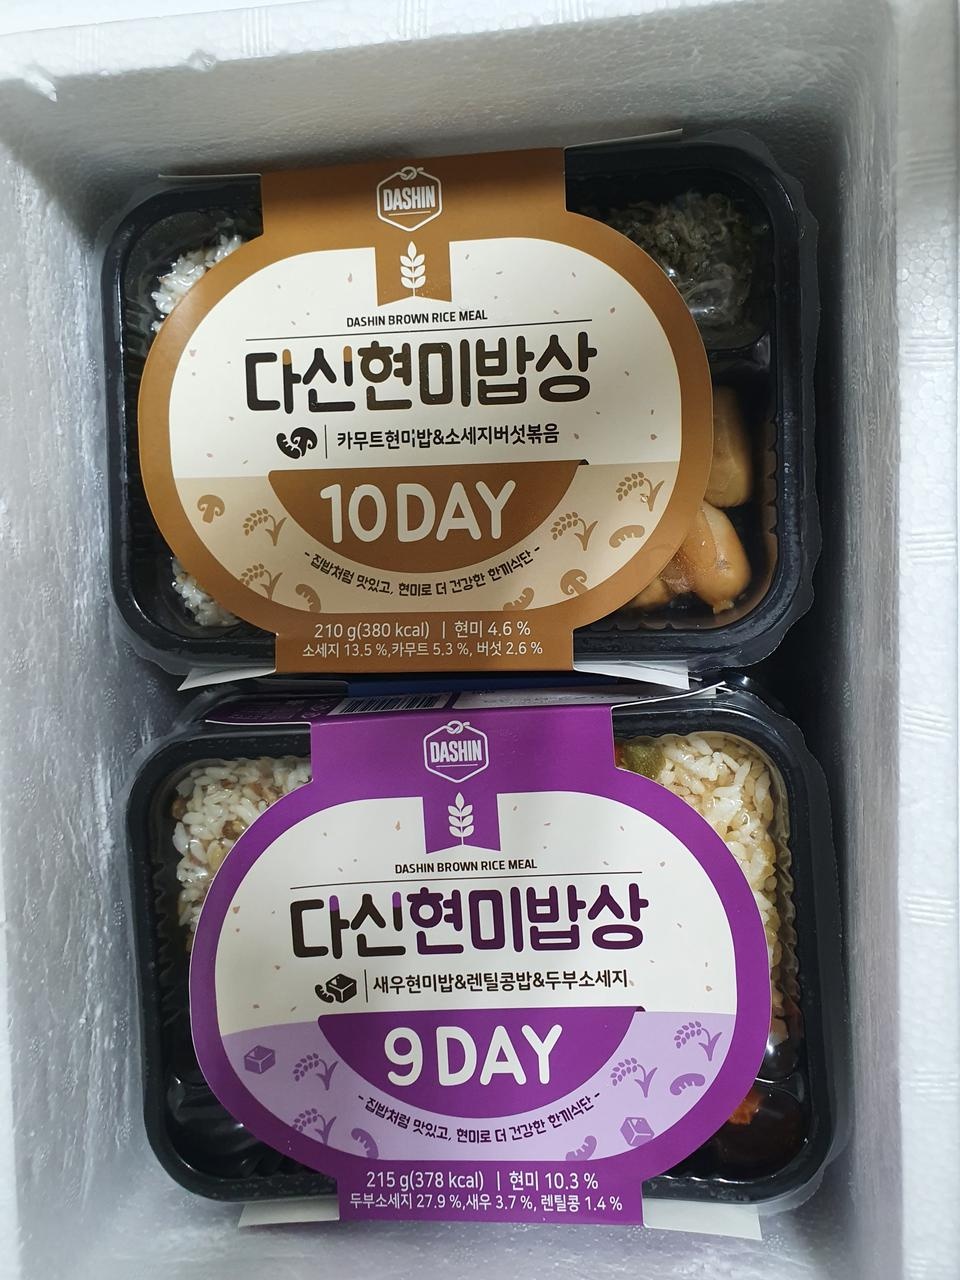 DASHIN
DASHIN BROWN RICE MEAL
다신현미밥상
카무트현미밥&소세지버섯볶음
10 DAY
- 집밥처럼 맛있고, 현미로 더 건강한 한끼식단 -
210 g(380 kcal) | 현미 4.6 %
소세지 13.5 %,카무트 5.3 %, 버섯 2.6 %
DASHIN
DASHIN BROWN RICE MEAL
다신현미밥상
새우현미밥&렌틸콩밥&두부소세지
9 DAY
- 집밥처럼 맛있고, 현미로 더 건강한 한끼식단 -
215 g(378 kcal) | 현미 10.3 %
두부소세지 27.9 %,새우 3.7 %, 렌틸콩 1.4 %